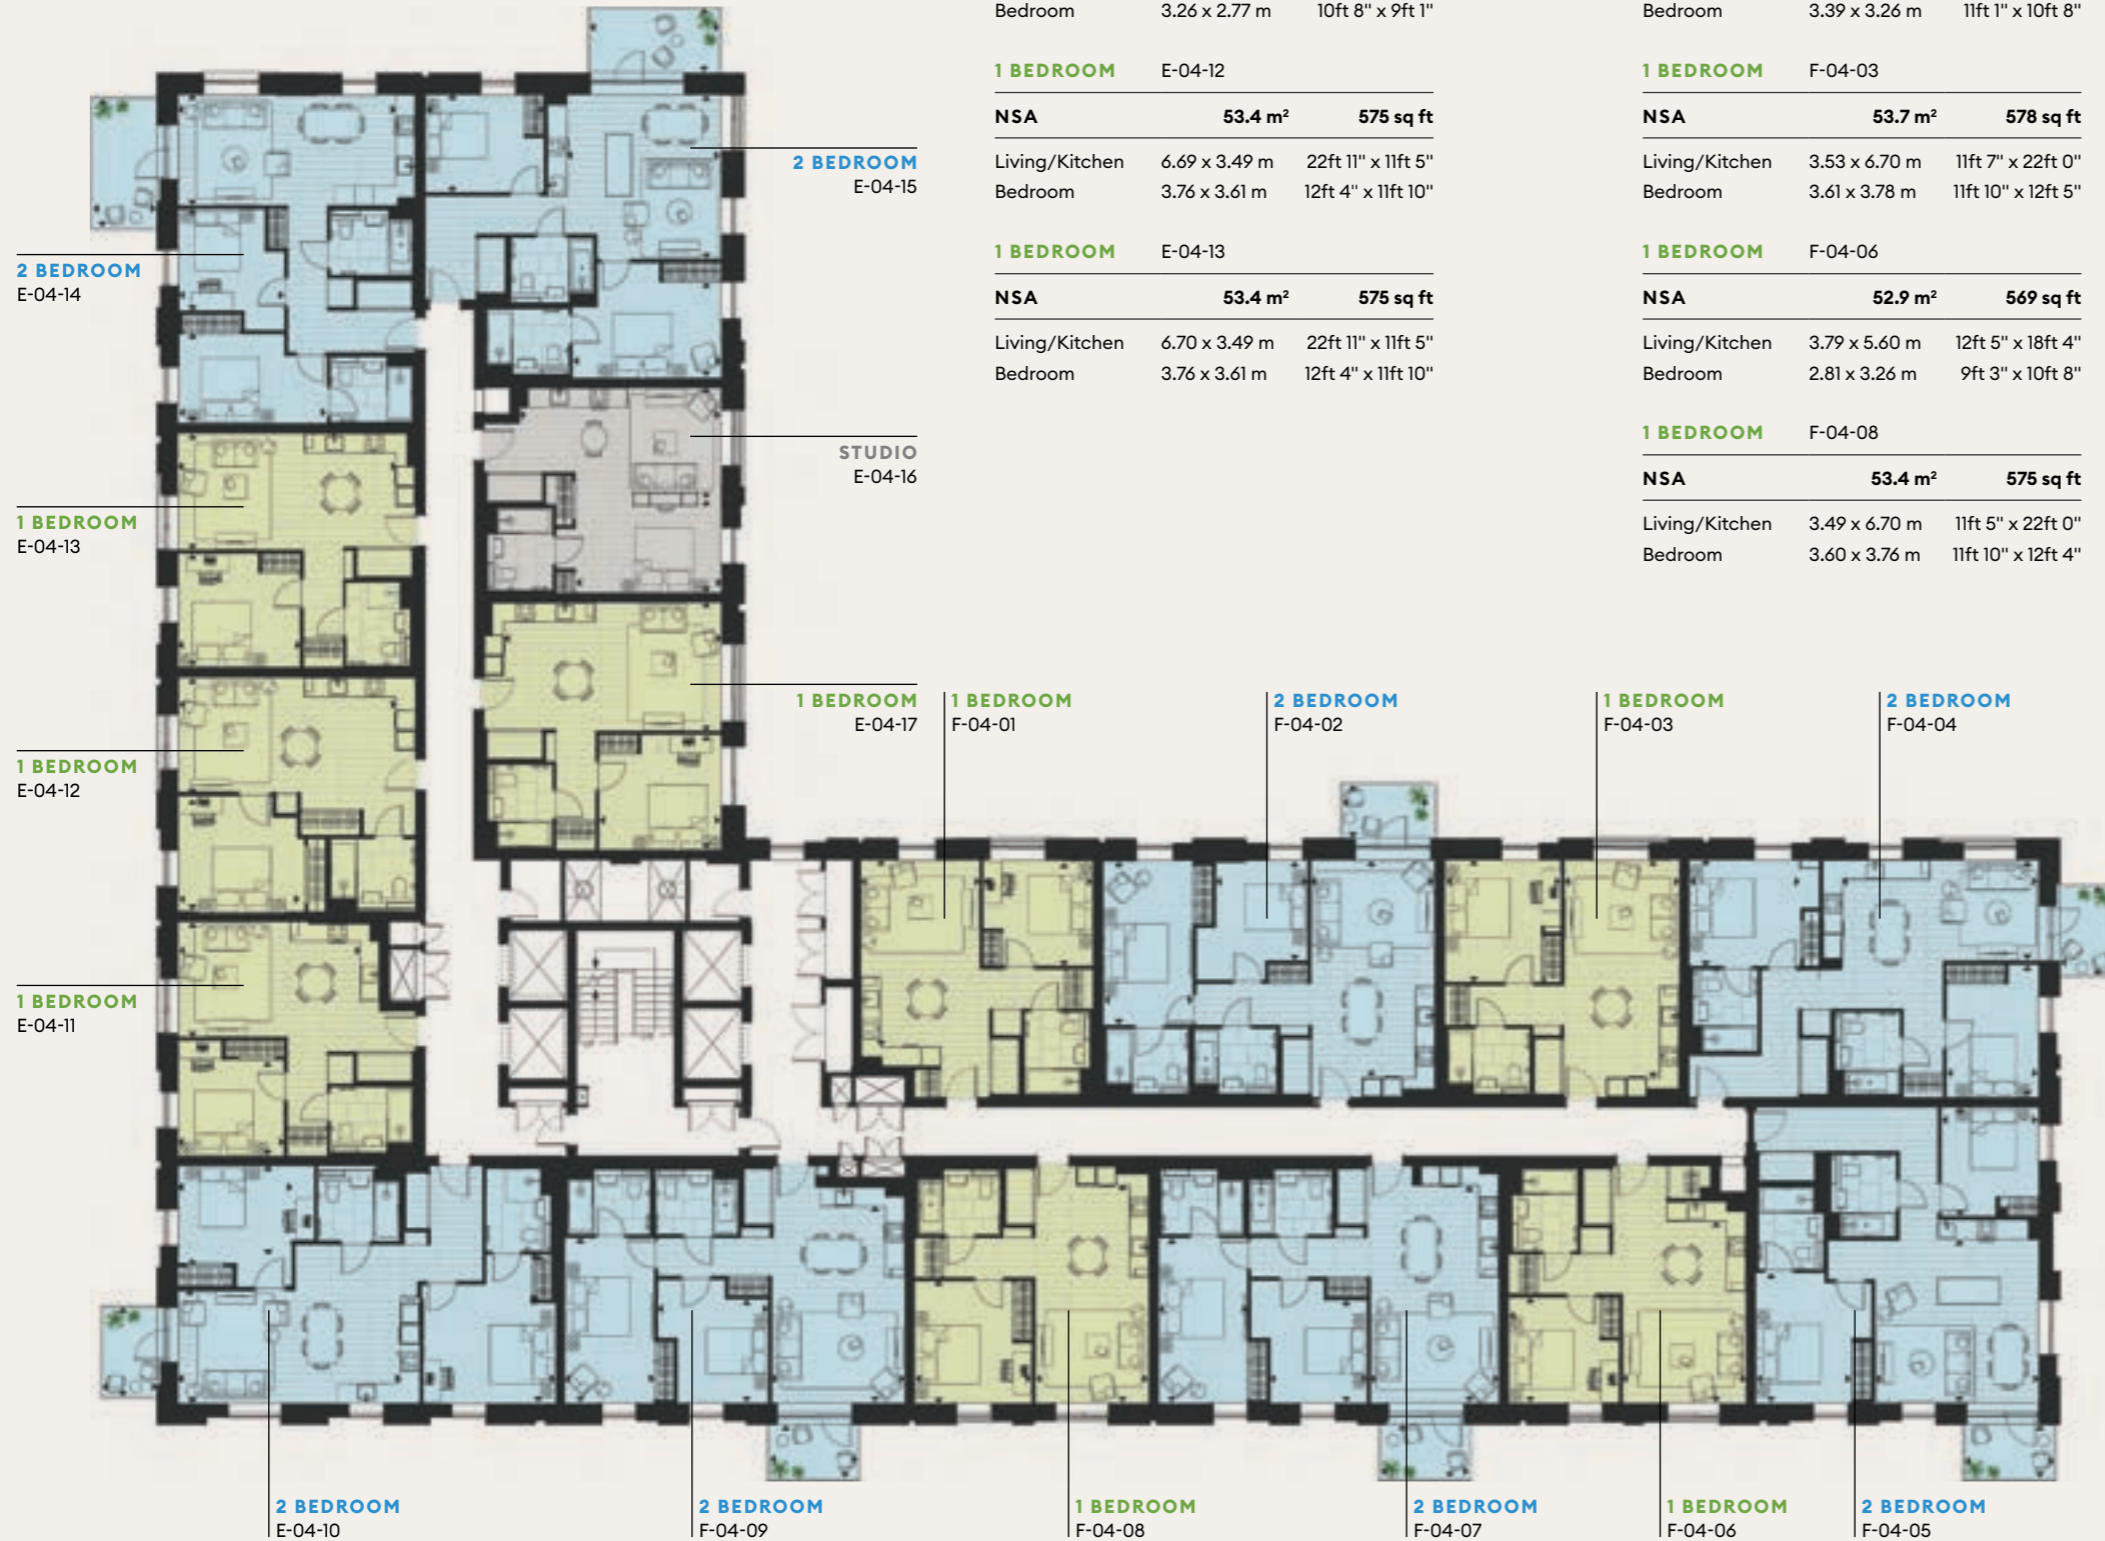 Bedroom 3.26 x 2.77 m 10ft 8" x 9ft 1"
1 BEDROOM E-04-12
NSA 53.4 m² 575 sq ft
Living/Kitchen 6.69 x 3.49 m 22ft 11" x 11ft 5"
Bedroom 3.76 x 3.61 m 12ft 4" x 11ft 10"
1 BEDROOM E-04-13
NSA 53.4 m² 575 sq ft
Living/Kitchen 6.70 x 3.49 m 22ft 11" x 11ft 5"
Bedroom 3.76 x 3.61 m 12ft 4" x 11ft 10"
Bedroom 3.39 x 3.26 m 11ft 1" x 10ft 8"
1 BEDROOM F-04-03
NSA 53.7 m² 578 sq ft
Living/Kitchen 3.53 x 6.70 m 11ft 7" x 22ft 0"
Bedroom 3.61 x 3.78 m 11ft 10" x 12ft 5"
1 BEDROOM F-04-06
NSA 52.9 m² 569 sq ft
Living/Kitchen 3.79 x 5.60 m 12ft 5" x 18ft 4"
Bedroom 2.81 x 3.26 m 9ft 3" x 10ft 8"
1 BEDROOM F-04-08
NSA 53.4 m² 575 sq ft
Living/Kitchen 3.49 x 6.70 m 11ft 5" x 22ft 0"
Bedroom 3.60 x 3.76 m 11ft 10" x 12ft 4"
2 BEDROOM
E-04-15
2 BEDROOM
E-04-14
STUDIO
E-04-16
1 BEDROOM
E-04-13
1 BEDROOM
E-04-17
1 BEDROOM
F-04-01
2 BEDROOM
F-04-02
1 BEDROOM
F-04-03
2 BEDROOM
F-04-04
1 BEDROOM
E-04-12
1 BEDROOM
E-04-11
2 BEDROOM
E-04-10
2 BEDROOM
F-04-09
1 BEDROOM
F-04-08
2 BEDROOM
F-04-07
1 BEDROOM
F-04-06
2 BEDROOM
F-04-05